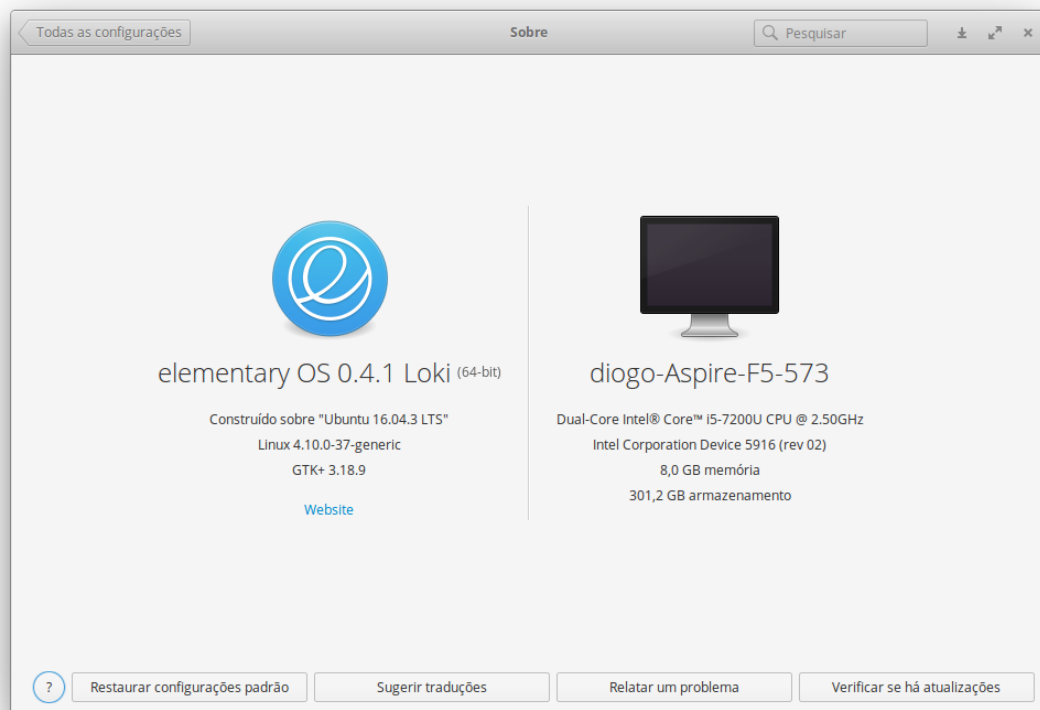 Todas as configurações
Sobre
Pesquisar
elementary OS 0.4.1 Loki (64-bit)
Construído sobre "Ubuntu 16.04.3 LTS"
Linux 4.10.0-37-generic
GTK+ 3.18.9
Website
diogo-Aspire-F5-573
Dual-Core Intel® Core™ i5-7200U CPU @ 2.50GHz
Intel Corporation Device 5916 (rev 02)
8,0 GB memória
301,2 GB armazenamento
?
Restaurar configurações padrão
Sugerir traduções
Relatar um problema
Verificar se há atualizações